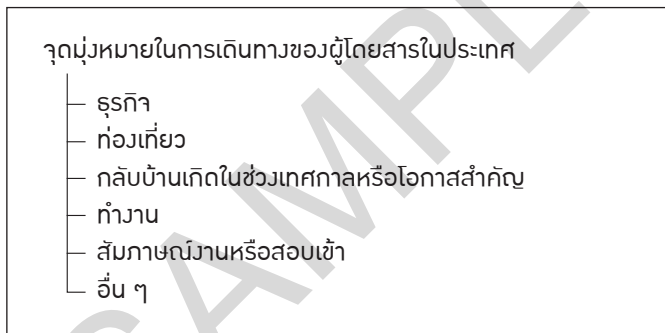 จุดมุ่งหมายในการเดินทางของผู้โดยสารในประเทศ
ธุรกิจ
ท่องเที่ยว
กลับบ้านเกิดในช่วงเทศกาลหรือโอกาสสำคัญ
ทำงาน
สัมภาษณ์งานหรือสอบเข้า
อื่น ๆ
SAMPLE